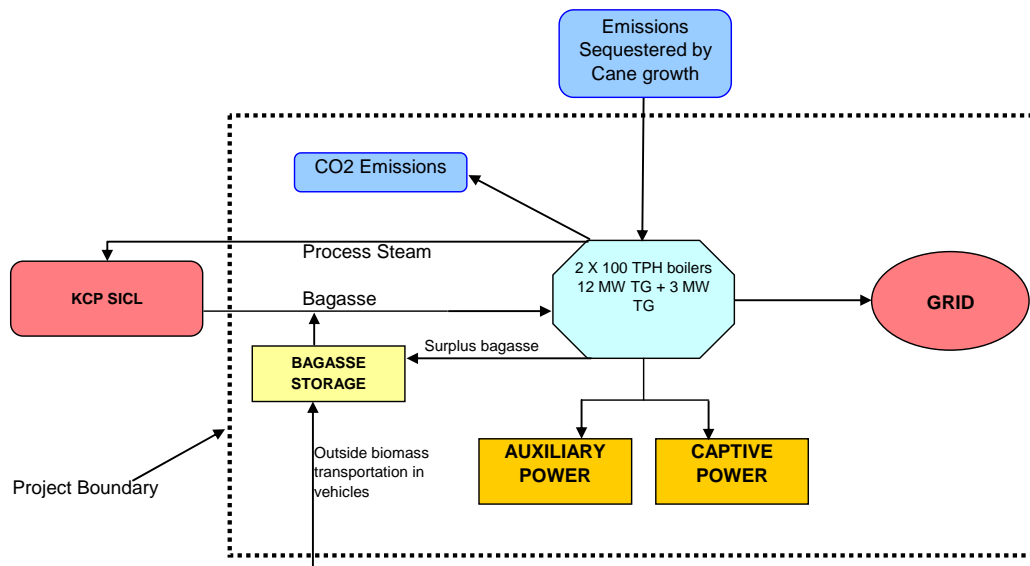 Emissions
Sequestered by
Cane growth
CO2 Emissions
Process Steam
2 X 100 TPH boilers
12 MW TG + 3 MW
TG
KCP SICL
Bagasse
GRID
Surplus bagasse
BAGASSE
STORAGE
Outside biomass
transportation in
vehicles
AUXILIARY
POWER
CAPTIVE
POWER
Project Boundary